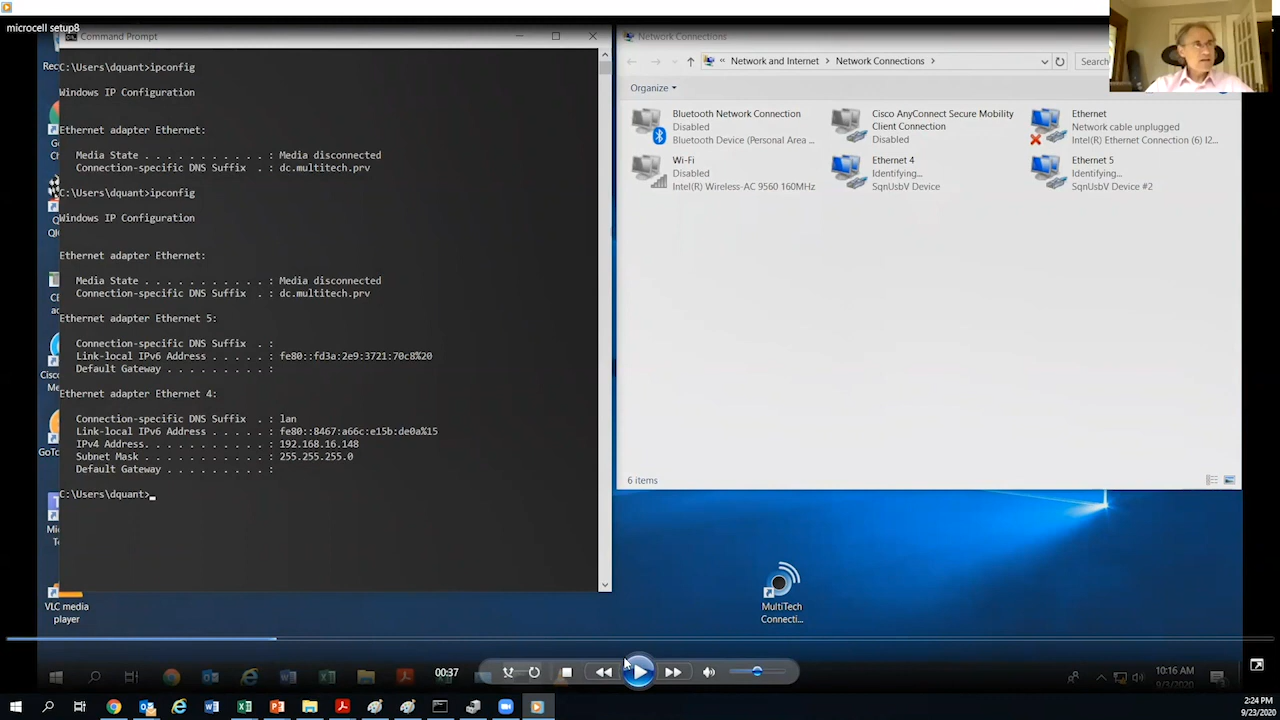 microcell setup8
Command Prompt
C:\Users\dquant>ipconfig
Windows IP Configuration
Ethernet adapter Ethernet:
Media State . . . . . . . . . . . : Media disconnected
Connection-specific DNS Suffix  . : dc.multitech.prv
C:\Users\dquant>ipconfig
Windows IP Configuration
Ethernet adapter Ethernet:
Media State . . . . . . . . . . . : Media disconnected
Connection-specific DNS Suffix  . : dc.multitech.prv
Ethernet adapter Ethernet 5:
Connection-specific DNS Suffix  . :
Link-local IPv6 Address . . . . . : fe80::fd3a:2e9:3721:70c8%20
Default Gateway . . . . . . . . . :
Ethernet adapter Ethernet 4:
Connection-specific DNS Suffix  . : lan
Link-local IPv6 Address . . . . . : fe80::8467:a66c:e15b:de0a%15
IPv4 Address. . . . . . . . . . . : 192.168.16.148
Subnet Mask . . . . . . . . . . . : 255.255.255.0
Default Gateway . . . . . . . . . :
C:\Users\dquant>
Network Connections
« Network and Internet > Network Connections >
Search
Organize
Bluetooth Network Connection
Disabled
Bluetooth Device (Personal Area ...
Cisco AnyConnect Secure Mobility
Client Connection
Disabled
Ethernet
Network cable unplugged
Intel(R) Ethernet Connection (6) I2...
Wi-Fi
Disabled
Intel(R) Wireless-AC 9560 160MHz
Ethernet 4
Identifying...
SqnUsbV Device
Ethernet 5
Identifying...
SqnUsbV Device #2
6 items
VLC media
player
MultiTech
Connecti...
00:37
10:16 AM
9/3/2020
2:24 PM
9/23/2020